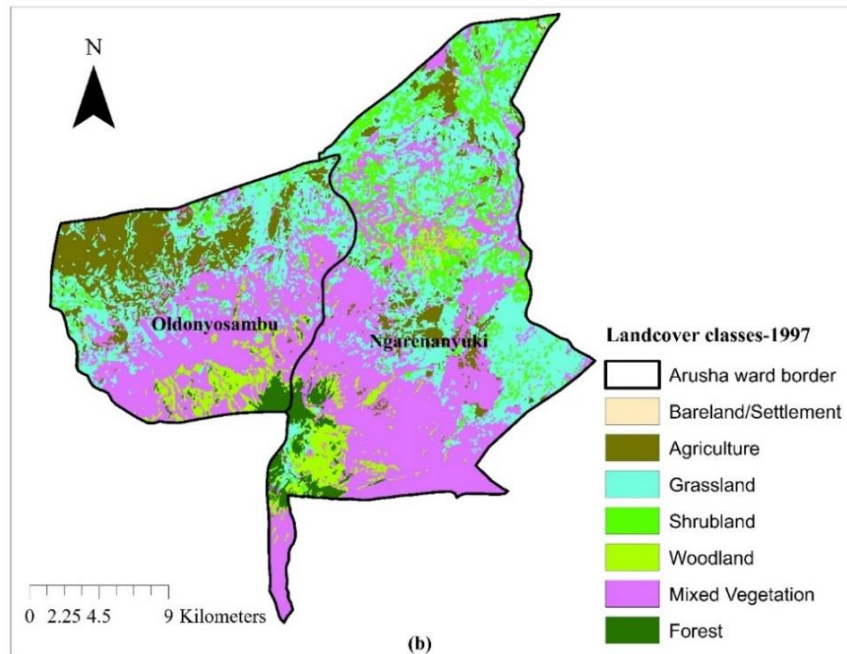 N
Oldonyosambu
Ngarenanyuki
Landcover classes-1997
Arusha ward border
Bareland/Settlement
Agriculture
Grassland
Shrubland
Woodland
Mixed Vegetation
Forest
0 2.25 4.5 9 Kilometers
(b)